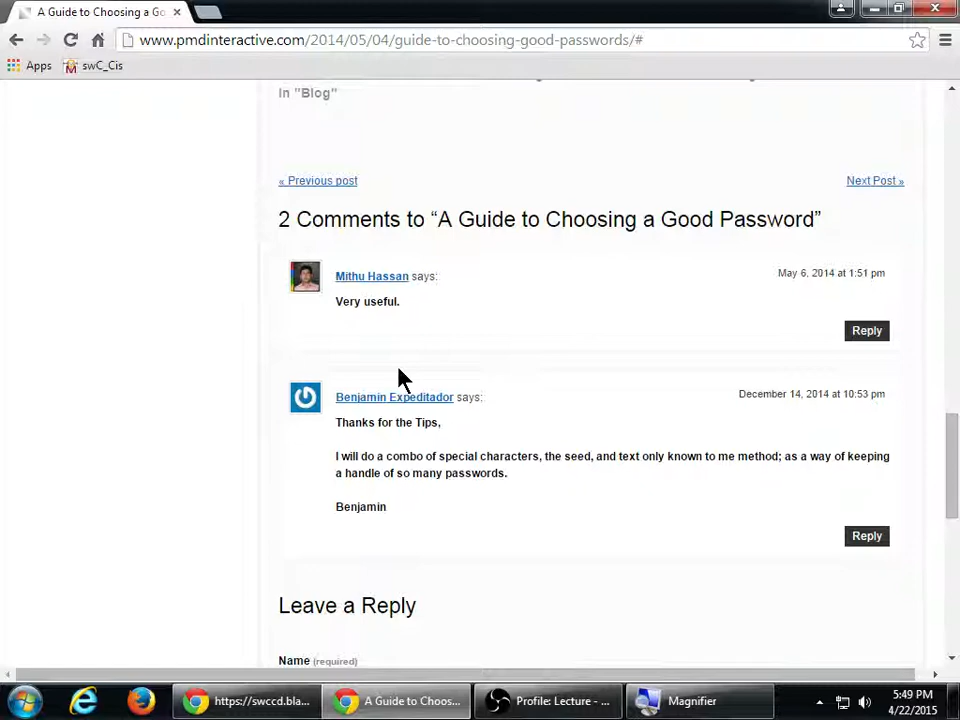 A Guide to Choosing a Go
www.pmdinteractive.com/2014/05/04/guide-to-choosing-good-passwords/#
Apps
swC_Cis
In "Blog"
« Previous post
Next Post »
2 Comments to “A Guide to Choosing a Good Password”
Mithu Hassan says:
May 6, 2014 at 1:51 pm
Very useful.
Reply
Benjamin Expeditador says:
December 14, 2014 at 10:53 pm
Thanks for the Tips,
I will do a combo of special characters, the seed, and text only known to me method; as a way of keeping
a handle of so many passwords.
Benjamin
Reply
Leave a Reply
Name (required)
https://swccd.bla...
A Guide to Choos...
Profile: Lecture - ...
Magnifier
5:49 PM
4/22/2015